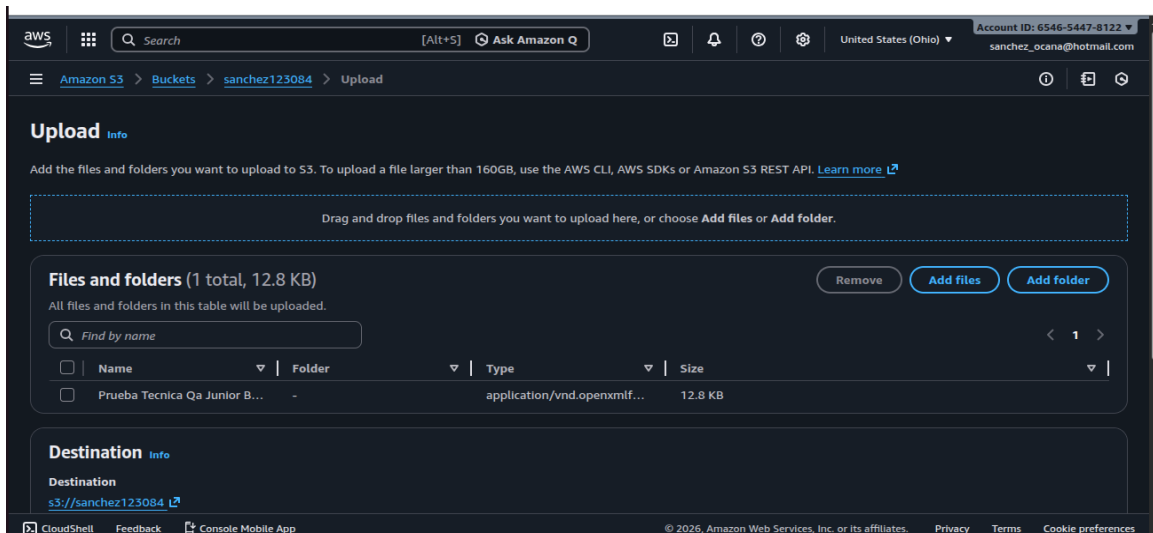 aws
Search [Alt+S] Ask Amazon Q United States (Ohio) Account ID: 6546-5447-8122
sanchez_ocana@hotmail.com
Amazon S3 > Buckets > sanchez123084 > Upload
Upload Info
Add the files and folders you want to upload to S3. To upload a file larger than 160GB, use the AWS CLI, AWS SDKs or Amazon S3 REST API. Learn more
Drag and drop files and folders you want to upload here, or choose Add files or Add folder.
Files and folders (1 total, 12.8 KB) Remove Add files Add folder
All files and folders in this table will be uploaded.
Find by name < 1 >
Name Folder Type Size
Prueba Tecnica Qa Junior B... - application/vnd.openxmlf... 12.8 KB
Destination Info
Destination
s3://sanchez123084
CloudShell Feedback Console Mobile App © 2026, Amazon Web Services, Inc. or its affiliates. Privacy Terms Cookie preferences